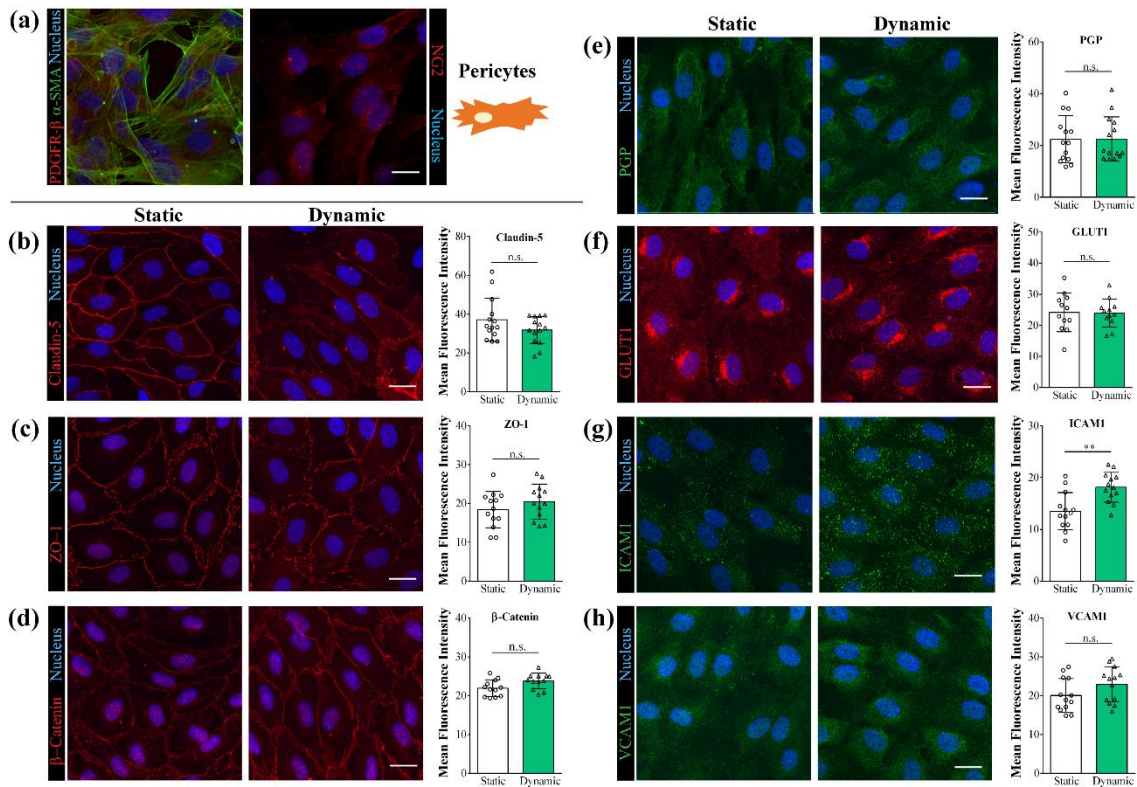 (a)
PDGFR-β α-SMA Nucleus
NG2
Nucleus
Pericytes
Static Dynamic
(b)
Claudin-5 Nucleus
Mean Fluorescence Intensity
Claudin-5
n.s.
80
60
40
20
0
Static Dynamic
(c)
ZO-1 Nucleus
Mean Fluorescence Intensity
ZO-1
n.s.
40
30
20
10
0
Static Dynamic
(d)
β-Catenin Nucleus
Mean Fluorescence Intensity
β-Catenin
n.s.
40
30
20
10
0
Static Dynamic
Static Dynamic
(e)
PGP Nucleus
Mean Fluorescence Intensity
PGP
n.s.
60
40
20
0
Static Dynamic
(f)
GLUT1 Nucleus
Mean Fluorescence Intensity
GLUT1
n.s.
50
40
30
20
10
0
Static Dynamic
(g)
ICAM1 Nucleus
Mean Fluorescence Intensity
ICAM1
**
30
20
10
0
Static Dynamic
(h)
VCAM1 Nucleus
Mean Fluorescence Intensity
VCAM1
n.s.
40
30
20
10
0
Static Dynamic